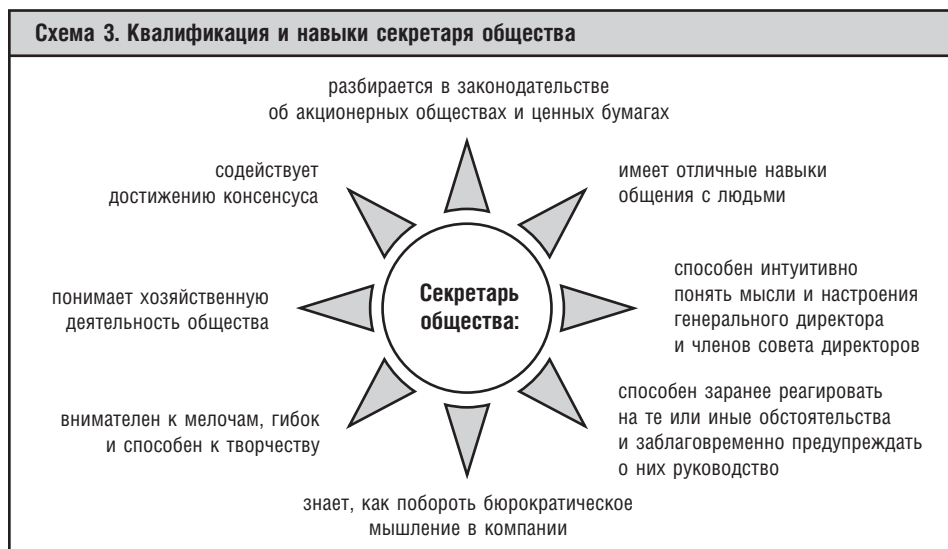 Схема 3. Квалификация и навыки секретаря общества
разбирается в законодательстве
об акционерных обществах и ценных бумагах
содействует
достижению консенсуса
имеет отличные навыки
общения с людьми
понимает хозяйственную
деятельность общества
Секретарь
общества:
способен интуитивно
понять мысли и настроения
генерального директора
и членов совета директоров
внимателен к мелочам, гибок
и способен к творчеству
способен заранее реагировать
на те или иные обстоятельства
и заблаговременно предупреждать
о них руководство
знает, как побороть бюрократическое
мышление в компании